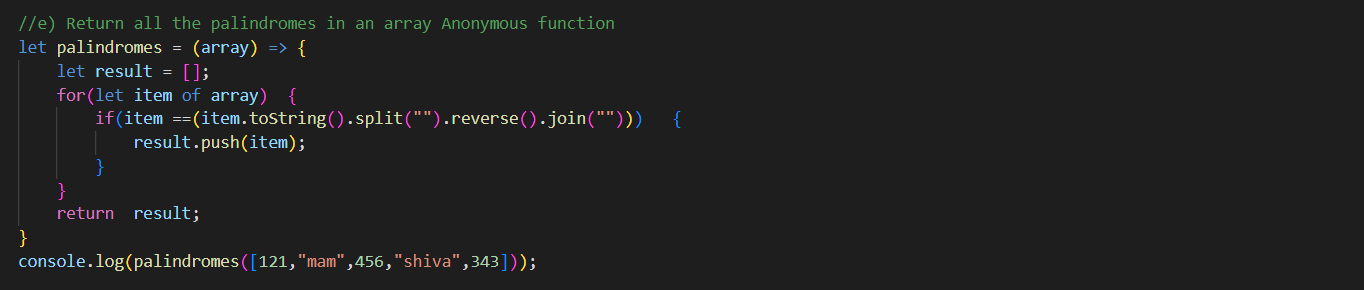 //e) Return all the palindromes in an array Anonymous function
let palindromes = (array) => {
    let result = [];
    for(let item of array)  {
        if(item ==(item.toString().split("").reverse().join("")))   {
            result.push(item);
        }
    }
    return  result;
}
console.log(palindromes([121,"mam",456,"shiva",343]));